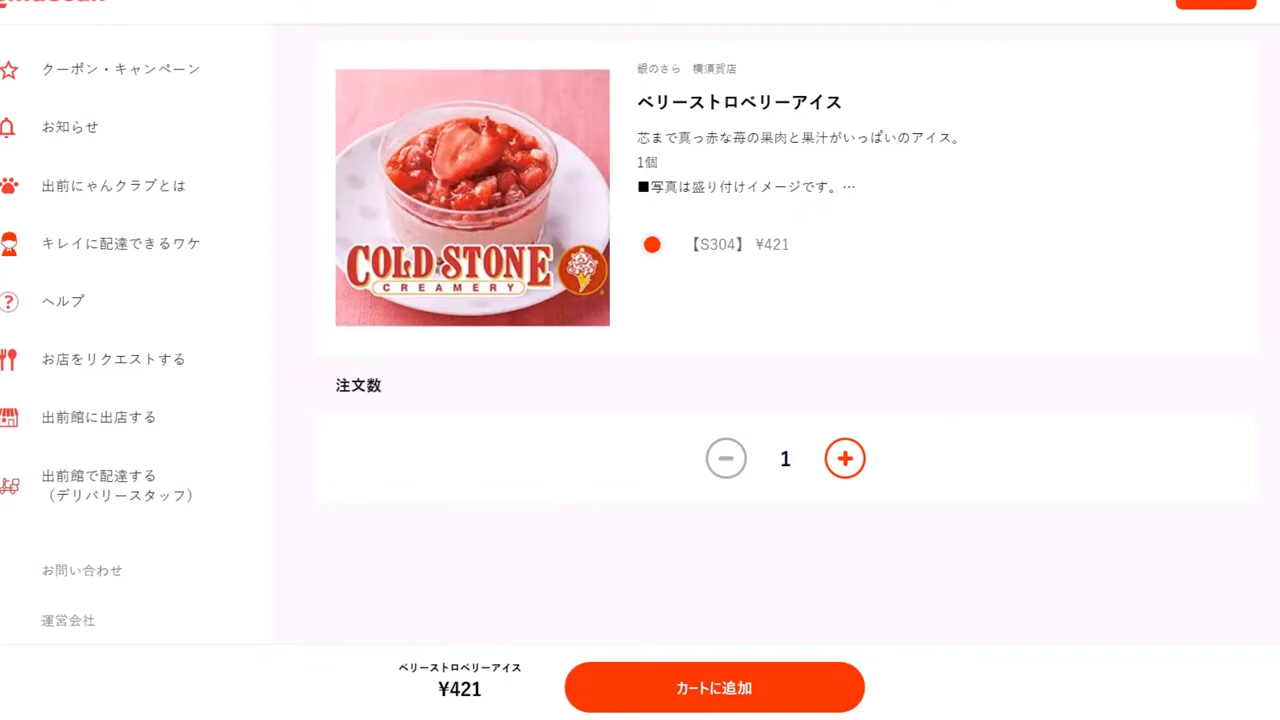 クーポン・キャンペーン
お知らせ
出前にゃんクラブとは
キレイに配達できるワケ
ヘルプ
お店をリクエストする
出前館に出店する
出前館で配達する
（デリバリースタッフ）
お問い合わせ
運営会社
銀のさら 横須賀店
ベリーストロベリーアイス
芯まで真っ赤な苺の果肉と果汁がいっぱいのアイス。
1個
■写真は盛り付けイメージです。…
【S304】 ¥421
COLD STONE
CREAMERY
注文数
1
ベリーストロベリーアイス
¥421
カートに追加